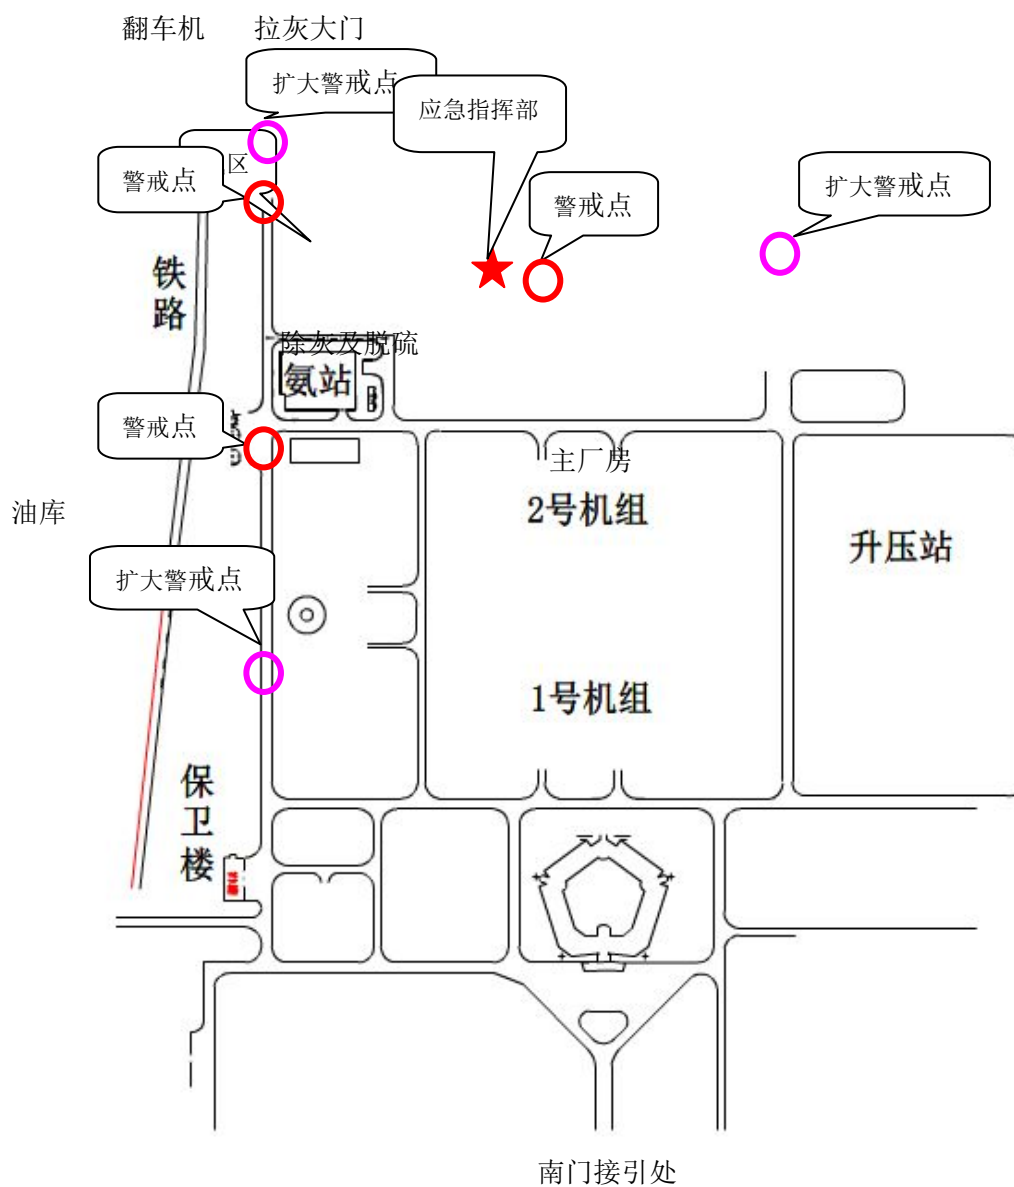 翻车机 拉灰大门
扩大警戒点
应急指挥部
区
警戒点
警戒点
扩大警戒点
铁路
除灰及脱硫
氨站
警戒点
主厂房
2号机组
油库
升压站
扩大警戒点
1号机组
保卫楼
南门接引处